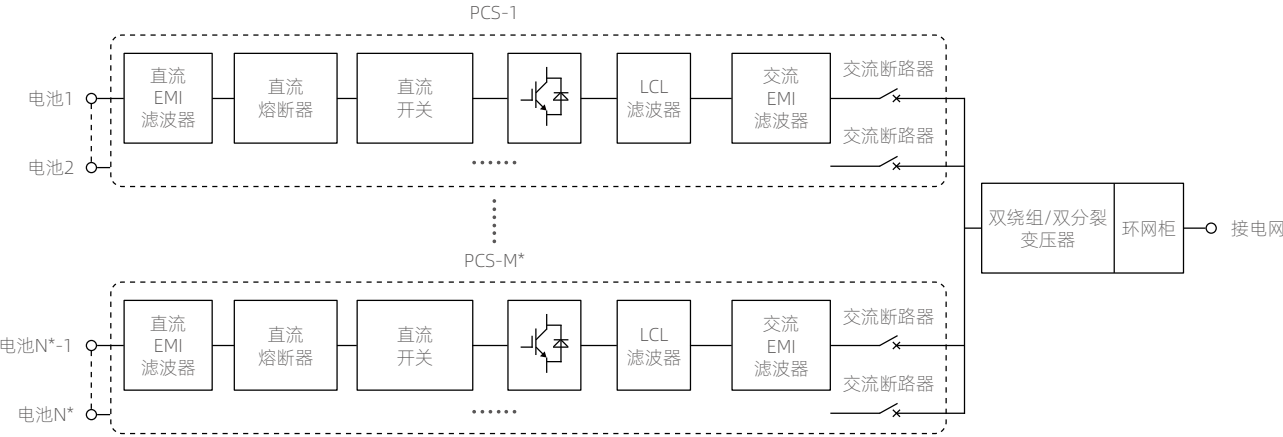 PCS-1
电池1
直流
EMI
滤波器
直流
熔断器
直流
开关
LCL
滤波器
交流
EMI
滤波器
交流断路器
交流断路器
电池2
......
双绕组/双分裂
变压器
环网柜
接电网
PCS-M*
电池N*-1
直流
EMI
滤波器
直流
熔断器
直流
开关
LCL
滤波器
交流
EMI
滤波器
交流断路器
交流断路器
电池N*
......